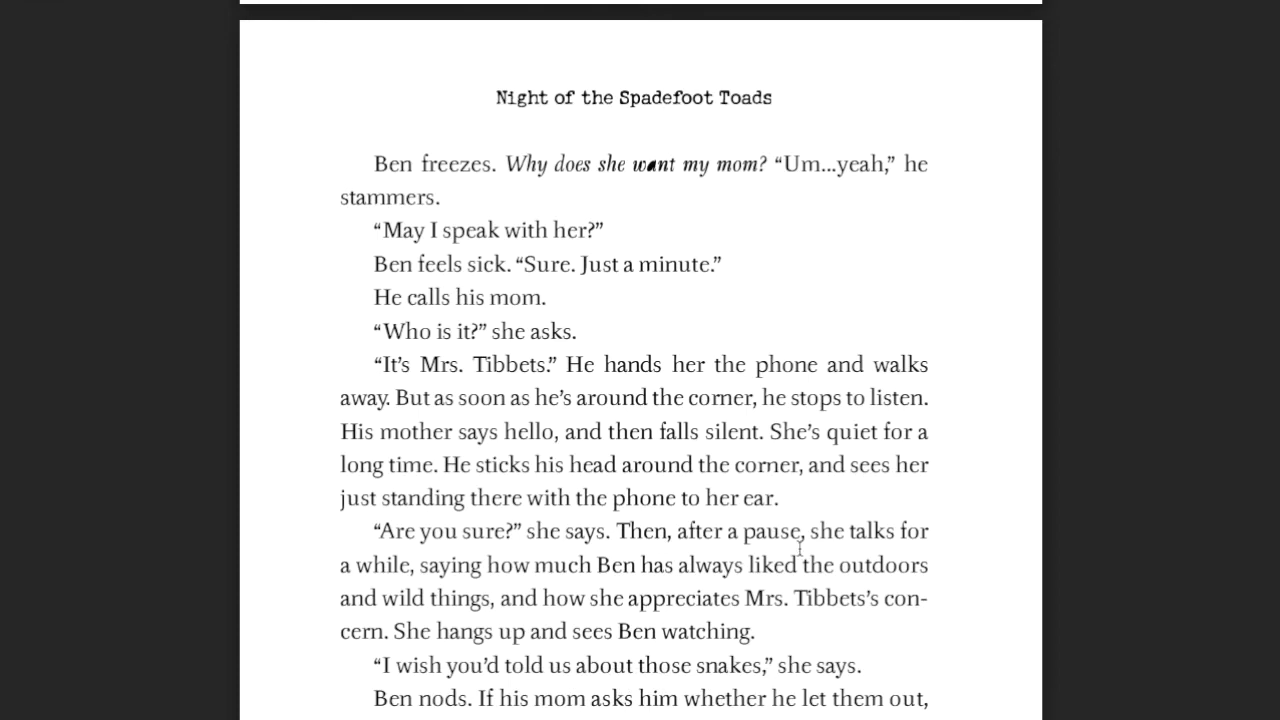 Night of the Spadefoot Toads
Ben freezes. Why does she want my mom? “Um...yeah,” he
stammers.
“May I speak with her?”
Ben feels sick. “Sure. Just a minute.”
He calls his mom.
“Who is it?” she asks.
“It’s Mrs. Tibbets.” He hands her the phone and walks
away. But as soon as he’s around the corner, he stops to listen.
His mother says hello, and then falls silent. She’s quiet for a
long time. He sticks his head around the corner, and sees her
just standing there with the phone to her ear.
“Are you sure?” she says. Then, after a pause, she talks for
a while, saying how much Ben has always liked the outdoors
and wild things, and how she appreciates Mrs. Tibbets’s con-
cern. She hangs up and sees Ben watching.
“I wish you’d told us about those snakes,” she says.
Ben nods. If his mom asks him whether he let them out,